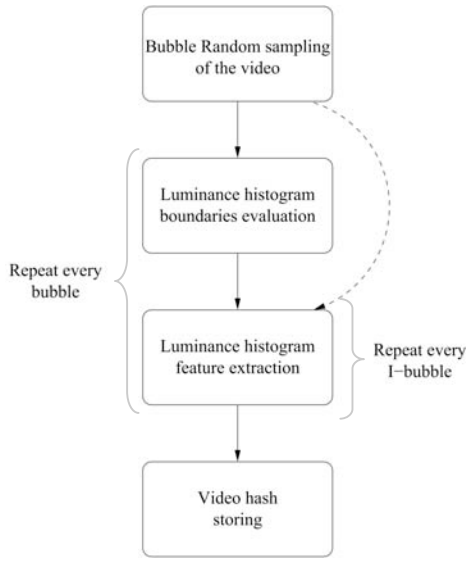 Bubble Random sampling
of the video
Luminance histogram
boundaries evaluation
Repeat every
bubble
Luminance histogram
feature extraction
Repeat every
I−bubble
Video hash
storing